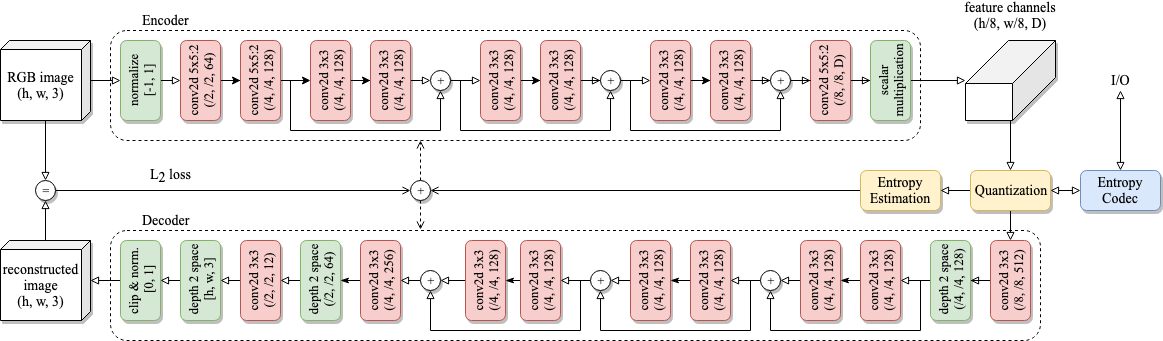 Encoder
feature channels
(h/8, w/8, D)
RGB image
(h, w, 3)
normalize
[-1, 1]
conv2d 5x5:2
(/2, /2, 64)
conv2d 5x5:2
(/4, /4, 128)
conv2d 3x3
(/4, /4, 128)
conv2d 3x3
(/4, /4, 128)
+
conv2d 3x3
(/4, /4, 128)
conv2d 3x3
(/4, /4, 128)
+
conv2d 3x3
(/4, /4, 128)
conv2d 3x3
(/4, /4, 128)
+
conv2d 5x5:2
(/8, /8, D)
scalar
multiplication
I/O
=
L2 loss
+
Entropy
Estimation
Quantization
Entropy
Codec
Decoder
reconstructed
image
(h, w, 3)
clip & norm.
[0, 1]
depth 2 space
[h, w, 3]
conv2d 3x3
(/2, /2, 12)
depth 2 space
(/2, /2, 64)
conv2d 3x3
(/4, /4, 256)
+
conv2d 3x3
(/4, /4, 128)
conv2d 3x3
(/4, /4, 128)
+
conv2d 3x3
(/4, /4, 128)
conv2d 3x3
(/4, /4, 128)
+
conv2d 3x3
(/4, /4, 128)
conv2d 3x3
(/4, /4, 128)
depth 2 space
(/4, /4, 128)
conv2d 3x3
(/8, /8, 512)